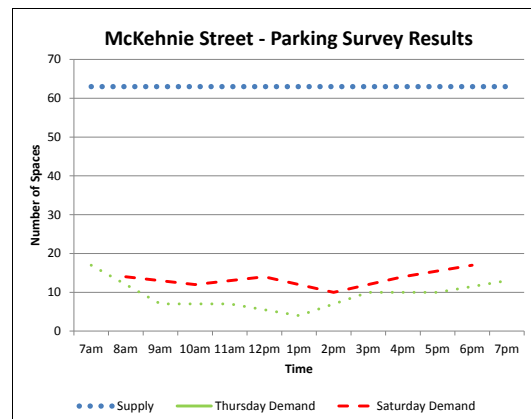 McKehnie Street - Parking Survey Results
70
60
50
40
30
20
10
0
Number of Spaces
7am 8am 9am 10am 11am 12pm 1pm 2pm 3pm 4pm 5pm 6pm 7pm
Time
Supply Thursday Demand Saturday Demand